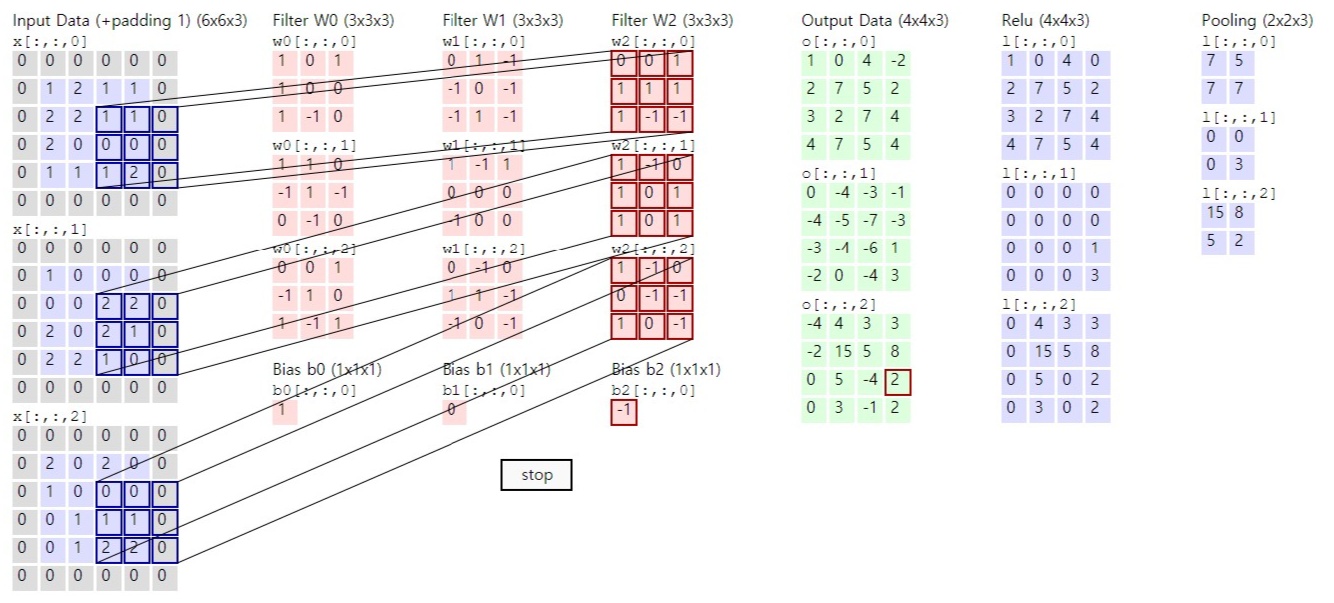 Input Data (+padding 1) (6x6x3)
x[:,:,0]
0 0 0 0 0 0
0 1 2 1 1 0
0 2 2 1 1 0
0 2 0 0 0 0
0 1 1 1 2 0
0 0 0 0 0 0
x[:,:,1]
0 0 0 0 0 0
0 1 0 0 0 0
0 0 0 2 2 0
0 2 0 2 1 0
0 2 2 1 0 0
0 0 0 0 0 0
x[:,:,2]
0 0 0 0 0 0
0 2 0 2 0 0
0 1 0 0 0 0
0 0 1 1 1 0
0 0 1 2 2 0
0 0 0 0 0 0
Filter W0 (3x3x3)
w0[:,:,0]
1 0 1
1 0 0
1 -1 0
w0[:,:,1]
1 1 0
-1 1 -1
0 -1 0
w0[:,:,2]
0 0 1
-1 1 0
1 -1 1
Bias b0 (1x1x1)
b0[:,:,0]
1
Filter W1 (3x3x3)
w1[:,:,0]
0 1 -1
-1 0 -1
-1 1 -1
w1[:,:,1]
1 -1 1
0 0 0
-1 0 0
w1[:,:,2]
0 -1 0
1 1 -1
-1 0 -1
Bias b1 (1x1x1)
b1[:,:,0]
0
Filter W2 (3x3x3)
w2[:,:,0]
0 0 1
1 1 1
1 -1 -1
w2[:,:,1]
1 -1 0
1 0 1
1 0 1
w2[:,:,2]
1 -1 0
0 -1 -1
1 0 -1
Bias b2 (1x1x1)
b2[:,:,0]
-1
stop
Output Data (4x4x3)
o[:,:,0]
1 0 4 -2
2 7 5 2
3 2 7 4
4 7 5 4
o[:,:,1]
0 -4 -3 -1
-4 -5 -7 -3
-3 -4 -6 1
-2 0 -4 3
o[:,:,2]
-4 4 3 3
-2 15 5 8
0 5 -4 2
0 3 -1 2
Relu (4x4x3)
l[:,:,0]
1 0 4 0
2 7 5 2
3 2 7 4
4 7 5 4
l[:,:,1]
0 0 0 0
0 0 0 0
0 0 0 1
0 0 0 3
l[:,:,2]
0 4 3 3
0 15 5 8
0 5 0 2
0 3 0 2
Pooling (2x2x3)
l[:,:,0]
7 5
7 7
l[:,:,1]
0 0
0 3
l[:,:,2]
15 8
5 2